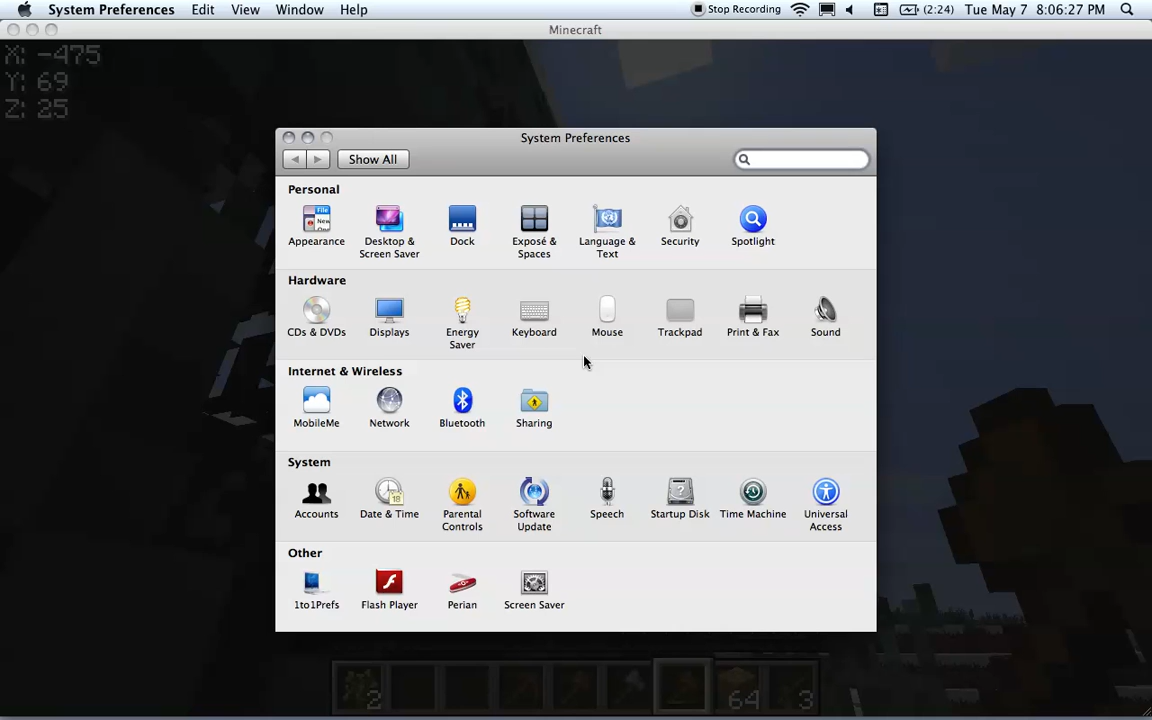 System Preferences Edit View Window Help Stop Recording (2:24) Tue May 7 8:06:27 PM
Minecraft
X: -475
Y: 69
Z: 25
System Preferences
Show All
Personal
Appearance
Desktop &
Screen Saver
Dock
Exposé &
Spaces
Language &
Text
Security
Spotlight
Hardware
CDs & DVDs
Displays
Energy
Saver
Keyboard
Mouse
Trackpad
Print & Fax
Sound
Internet & Wireless
MobileMe
Network
Bluetooth
Sharing
System
Accounts
Date & Time
Parental
Controls
Software
Update
Speech
Startup Disk
Time Machine
Universal
Access
Other
1to1Prefs
Flash Player
Perian
Screen Saver
2 64 3